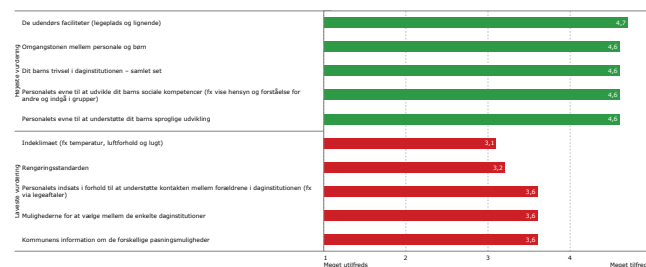 De udendørs faciliteter (legeplads og lignende)
4,7
Omgangstonen mellem personale og børn
4,6
Dit barns trivsel i daginstitutionen – samlet set
4,6
Højeste vurdering
Personalets evne til at udvikle dit barns sociale kompetencer (fx vise hensyn og forståelse for
andre og indgå i grupper)
4,6
Personalets evne til at understøtte dit barns sproglige udvikling
4,6
Indeklimaet (fx temperatur, luftforhold og lugt)
3,1
Rengøringsstandarden
3,2
Laveste vurdering
Personalets indsats i forhold til at understøtte kontakten mellem forældrene i daginstitutionen (fx
via legeaftaler)
3,6
Mulighederne for at vælge mellem de enkelte daginstitutioner
3,6
Kommunens information om de forskellige pasningsmuligheder
3,6
1 2 3 4
Meget utilfreds Meget tilfreds